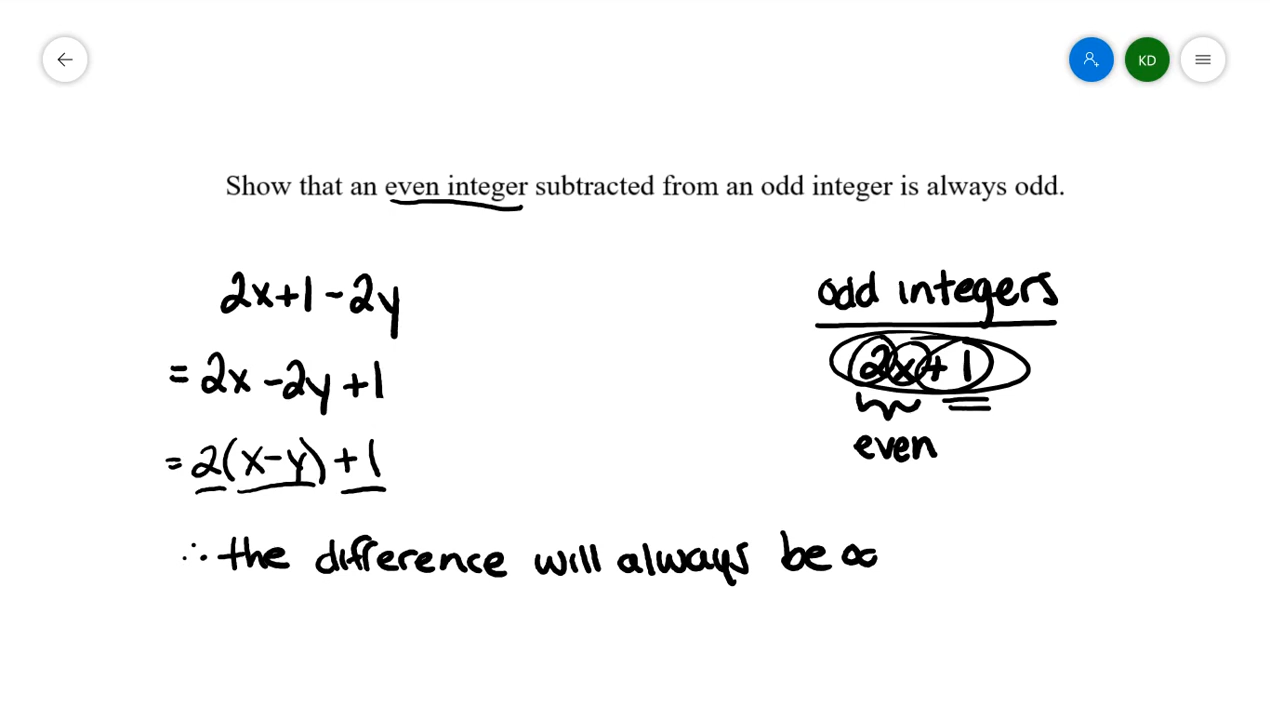 KD
Show that an even integer subtracted from an odd integer is always odd.
2x+1-2y
= 2x-2y+1
= 2(x-y)+1
odd integers
2x+1
even
∴ the difference will always be